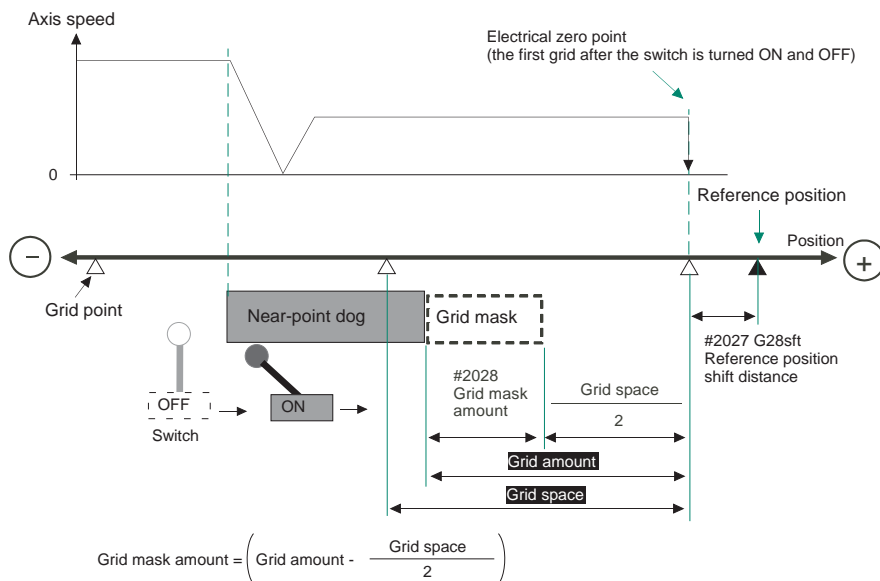 Axis speed
Electrical zero point
(the first grid after the switch is turned ON and OFF)
0
Reference position
Position
−
+
Grid point
Near-point dog
Grid mask
#2027 G28sft
Reference position
shift distance
#2028
Grid mask
amount
Grid space
2
OFF
ON
Switch
Grid amount
Grid space
Grid mask amount = ( Grid amount - Grid space
2 )